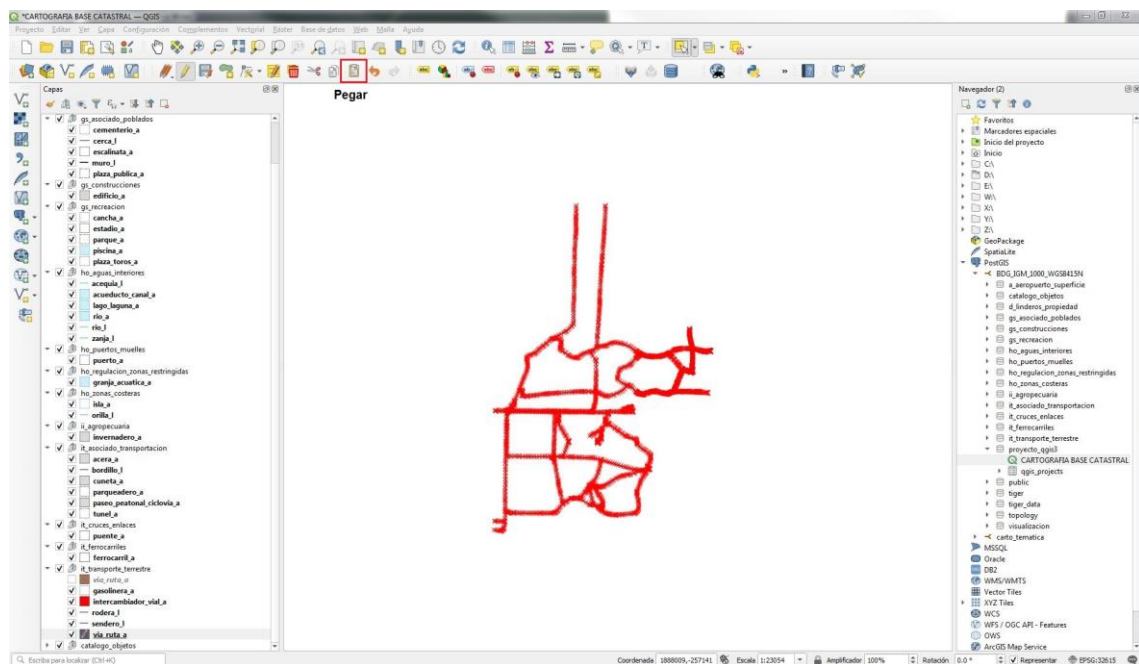 *CARTOGRAFIA BASE CATASTRAL — QGIS
Proyecto Editar Ver Capa Configuración Complementos Vectorial Ráster Base de datos Web Malla Ayuda
Capas
Pegar
Navegador (2)
gs_asociado_poblados
cementerio_a
cerca_l
escalinata_a
muro_l
plaza_publica_a
gs_construcciones
edificio_a
gs_recreacion
cancha_a
estadio_a
parque_a
piscina_a
plaza_toros_a
ho_aguas_interiores
acequia_l
acueducto_canal_a
lago_laguna_a
rio_a
rio_l
zanja_l
ho_puertos_muelles
puerto_a
ho_regulacion_zonas_restringidas
granja_acuatica_a
ho_zonas_costeras
isla_a
orilla_l
ii_agropecuaria
invernadero_a
it_asociado_transportacion
acera_a
bordillo_l
cuneta_a
parqueadero_a
paseo_peatonal_ciclovia_a
tunel_a
it_cruces_enlaces
puente_a
it_ferrocarriles
ferrocarril_a
it_transporte_terrestre
via_ruta_a
gasolinera_a
intercambiador_vial_a
rodera_l
sendero_l
via_ruta_a
catalogo_objetos
Favoritos
Marcadores espaciales
Inicio del proyecto
Inicio
C:\
D:\
E:\
W:\
X:\
Y:\
Z:\
GeoPackage
SpatiaLite
PostGIS
BDG_IGM_1000_WGS8415N
a_aeropuerto_superficie
catalogo_objetos
d_linderos_propiedad
gs_asociado_poblados
gs_construcciones
gs_recreacion
ho_aguas_interiores
ho_puertos_muelles
ho_regulacion_zonas_restringidas
ho_zonas_costeras
ii_agropecuaria
it_asociado_transportacion
it_cruces_enlaces
it_ferrocarriles
it_transporte_terrestre
proyecto_qgis3
CARTOGRAFIA BASE CATASTRAL
qgis_projects
public
tiger
tiger_data
topology
visualizacion
carto_tematica
MSSQL
Oracle
DB2
WMS/WMTS
Vector Tiles
XYZ Tiles
WCS
WFS / OGC API - Features
OWS
ArcGIS Map Service
Escriba para localizar (Ctrl+K)
Coordenada 1888009,-257141 Escala 1:23054 Amplificador 100% Rotación 0.0 ° Representar EPSG:32615